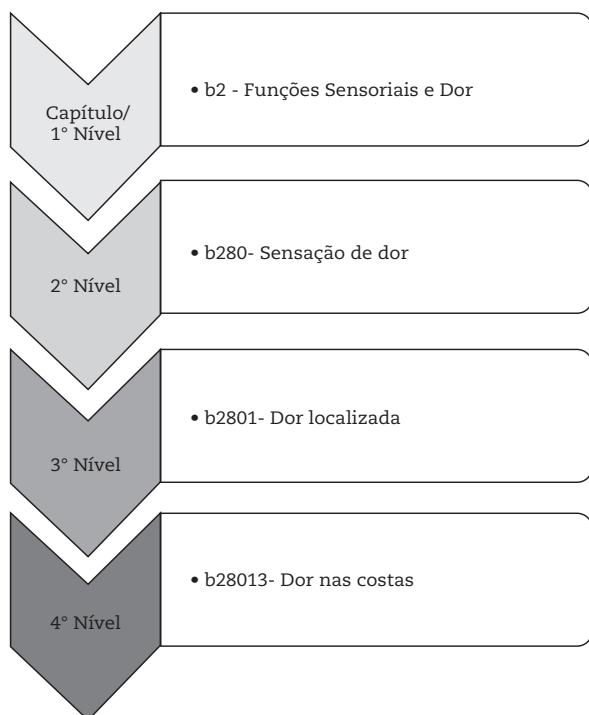 Capítulo/
1° Nível
• b2 - Funções Sensoriais e Dor
2° Nível
• b280- Sensação de dor
3° Nível
• b2801- Dor localizada
4° Nível
• b28013- Dor nas costas